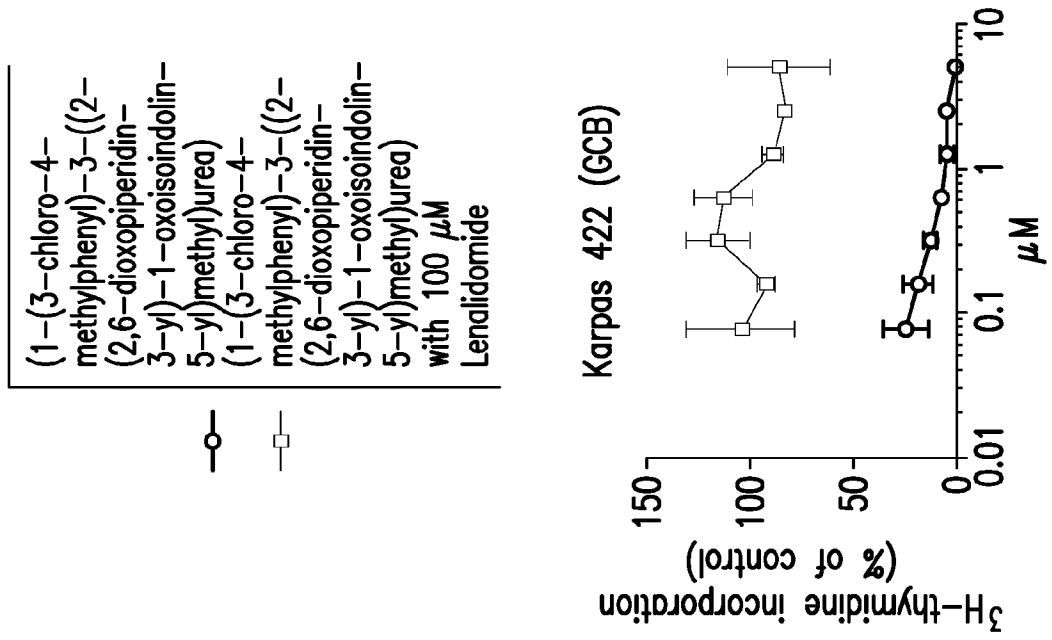 (1-(3-chloro-4-
methylphenyl)-3-((2-
(2,6-dioxopiperidin-
3-yl)-1-oxoisoindolin-
5-yl)methyl)urea)
(1-(3-chloro-4-
methylphenyl)-3-((2-
(2,6-dioxopiperidin-
3-yl)-1-oxoisoindolin-
5-yl)methyl)urea)
with 100 μM
Lenalidomide
Karpas 422 (GCB)
³H-thymidine incorporation
(% of control)
150
100
50
0
0.01
0.1
1
10
μM